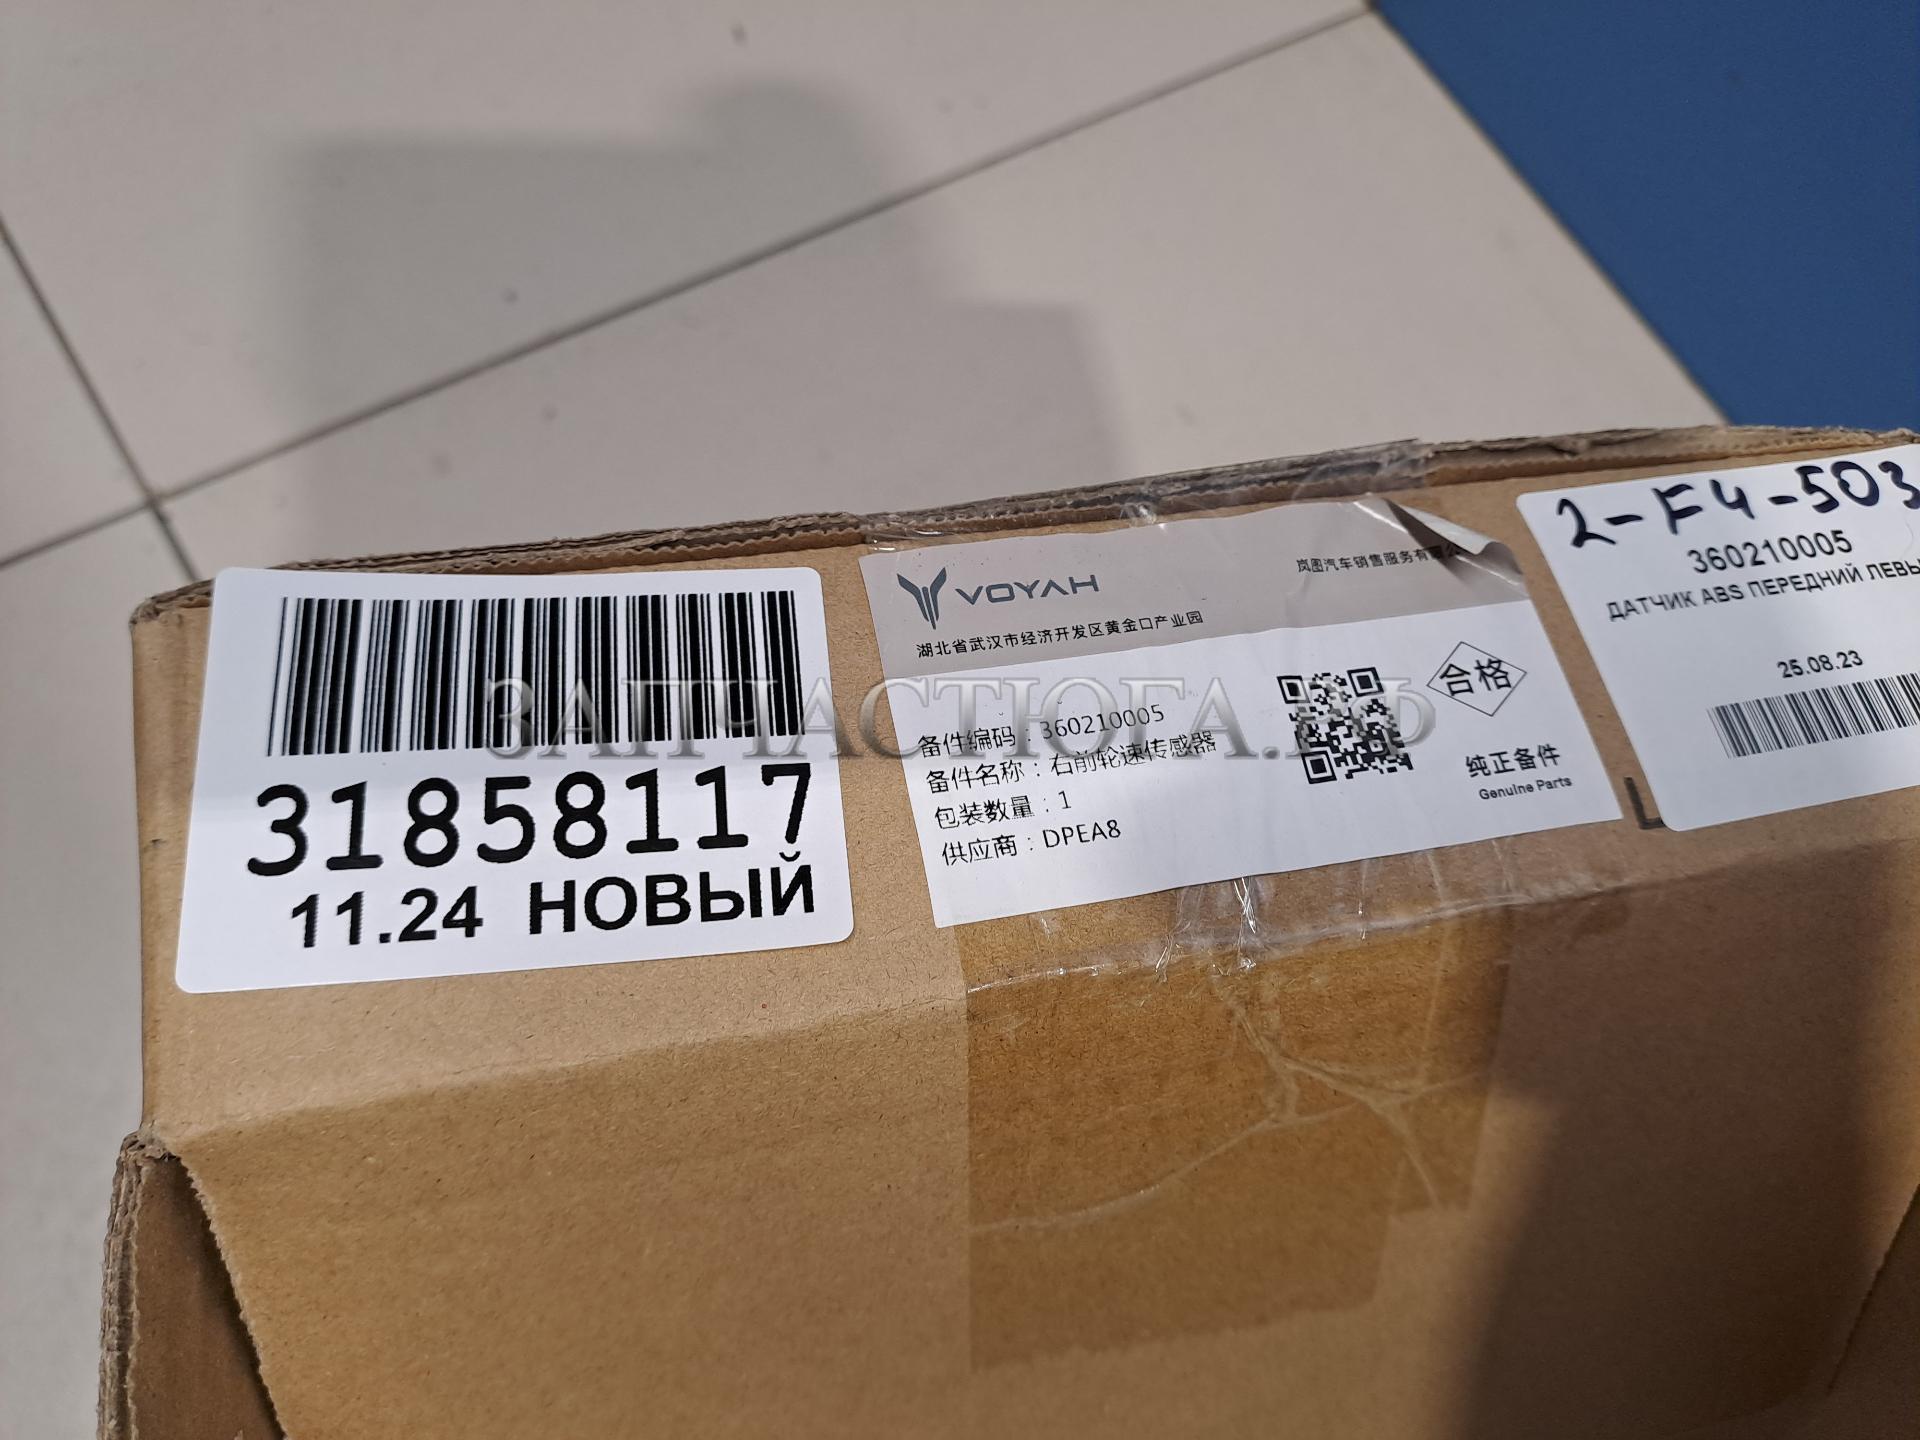 31858117
11.24 НОВЫЙ
VOYAH
岚图汽车销售服务有限公
湖北省武汉市经济开发区黄金口产业园
备件编码：360210005
备件名称：右前轮速传感器
包装数量：1
供应商：DPEA8
合格
纯正备件
Genuine Parts
2-F4-503
360210005
ДАТЧИК ABS ПЕРЕДНИЙ ЛЕВЫ
25.08.23
L
ЗАПЧАСТЮГА.РФ